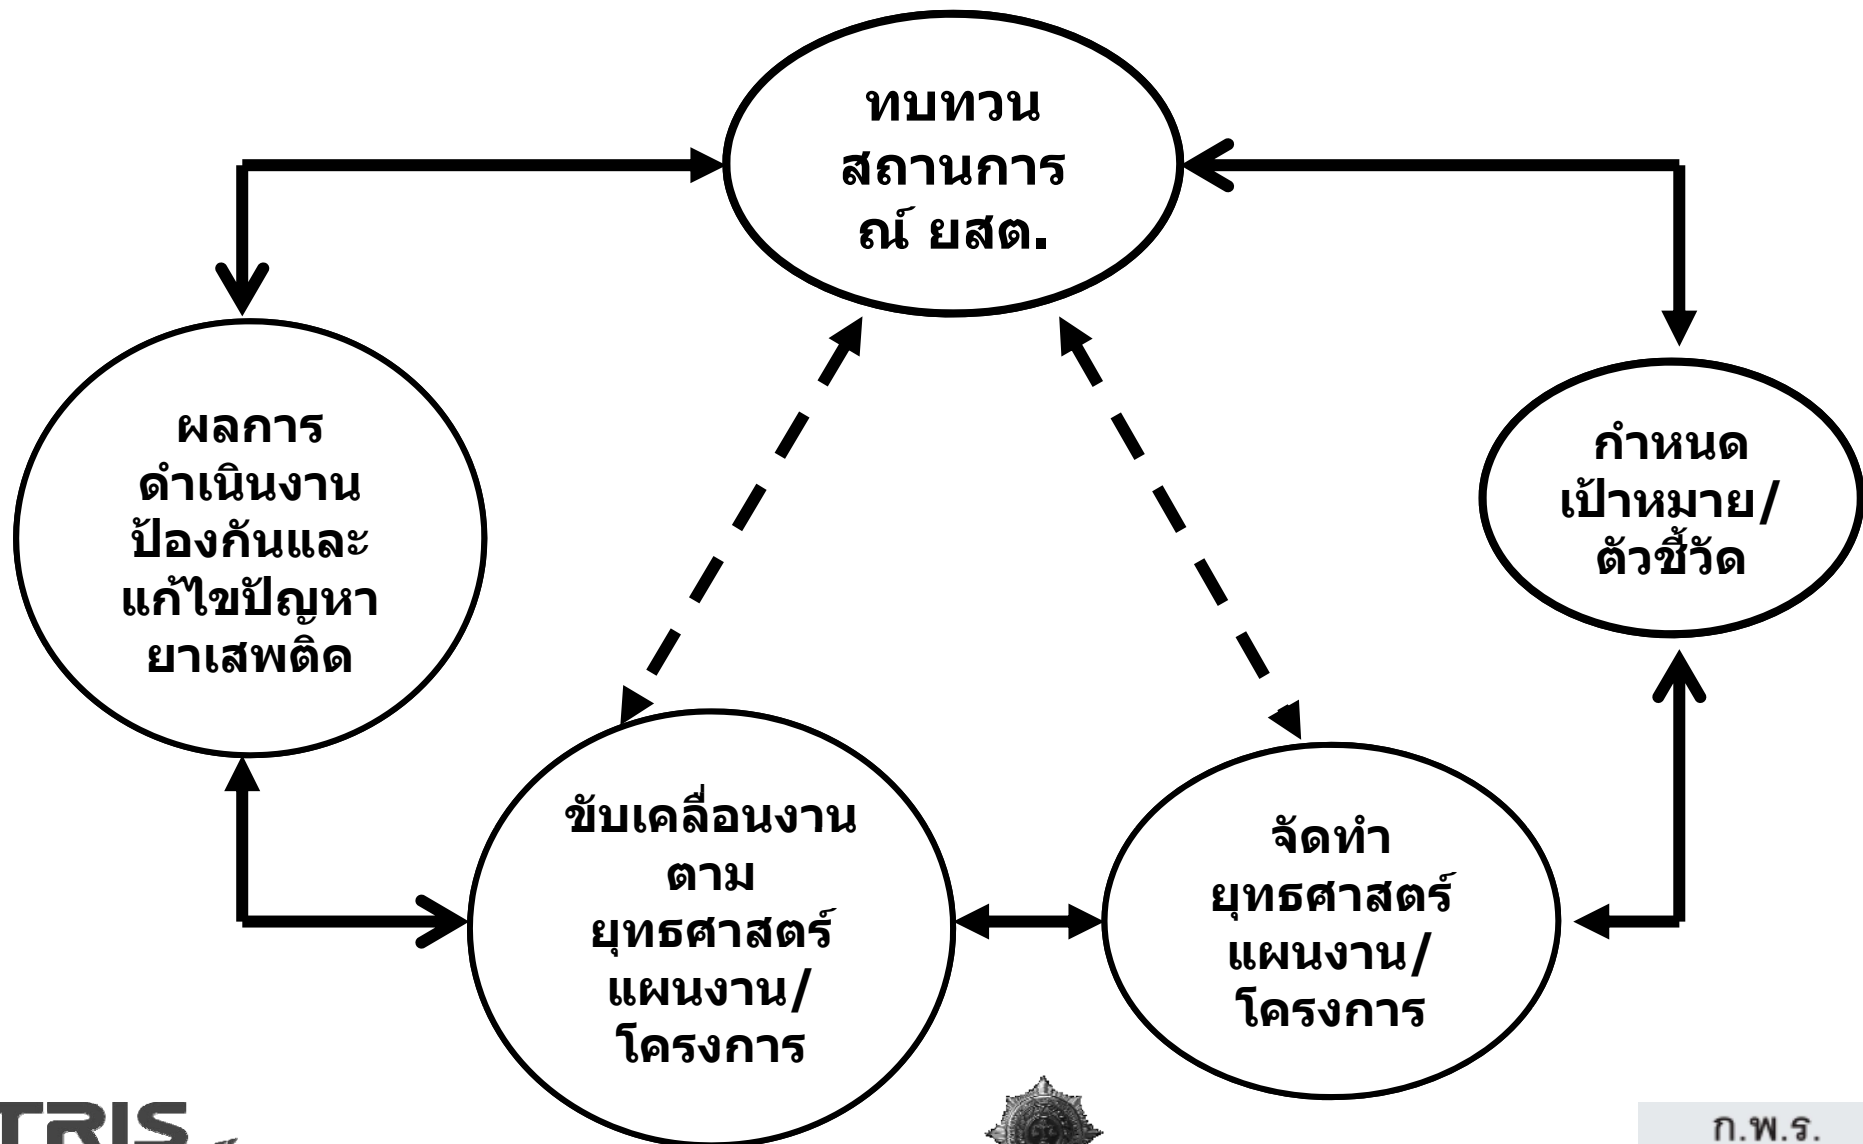 ทบทวน
สถานการ
ณ์ ยสต.
ผลการ
ดำเนินงาน
ป้องกันและ
แก้ไขปัญหา
ยาเสพติด
กำหนด
เป้าหมาย/
ตัวชี้วัด
ขับเคลื่อนงาน
ตาม
ยุทธศาสตร์
แผนงาน/
โครงการ
จัดทำ
ยุทธศาสตร์
แผนงาน/
โครงการ
TRIS
ก.พ.ร.